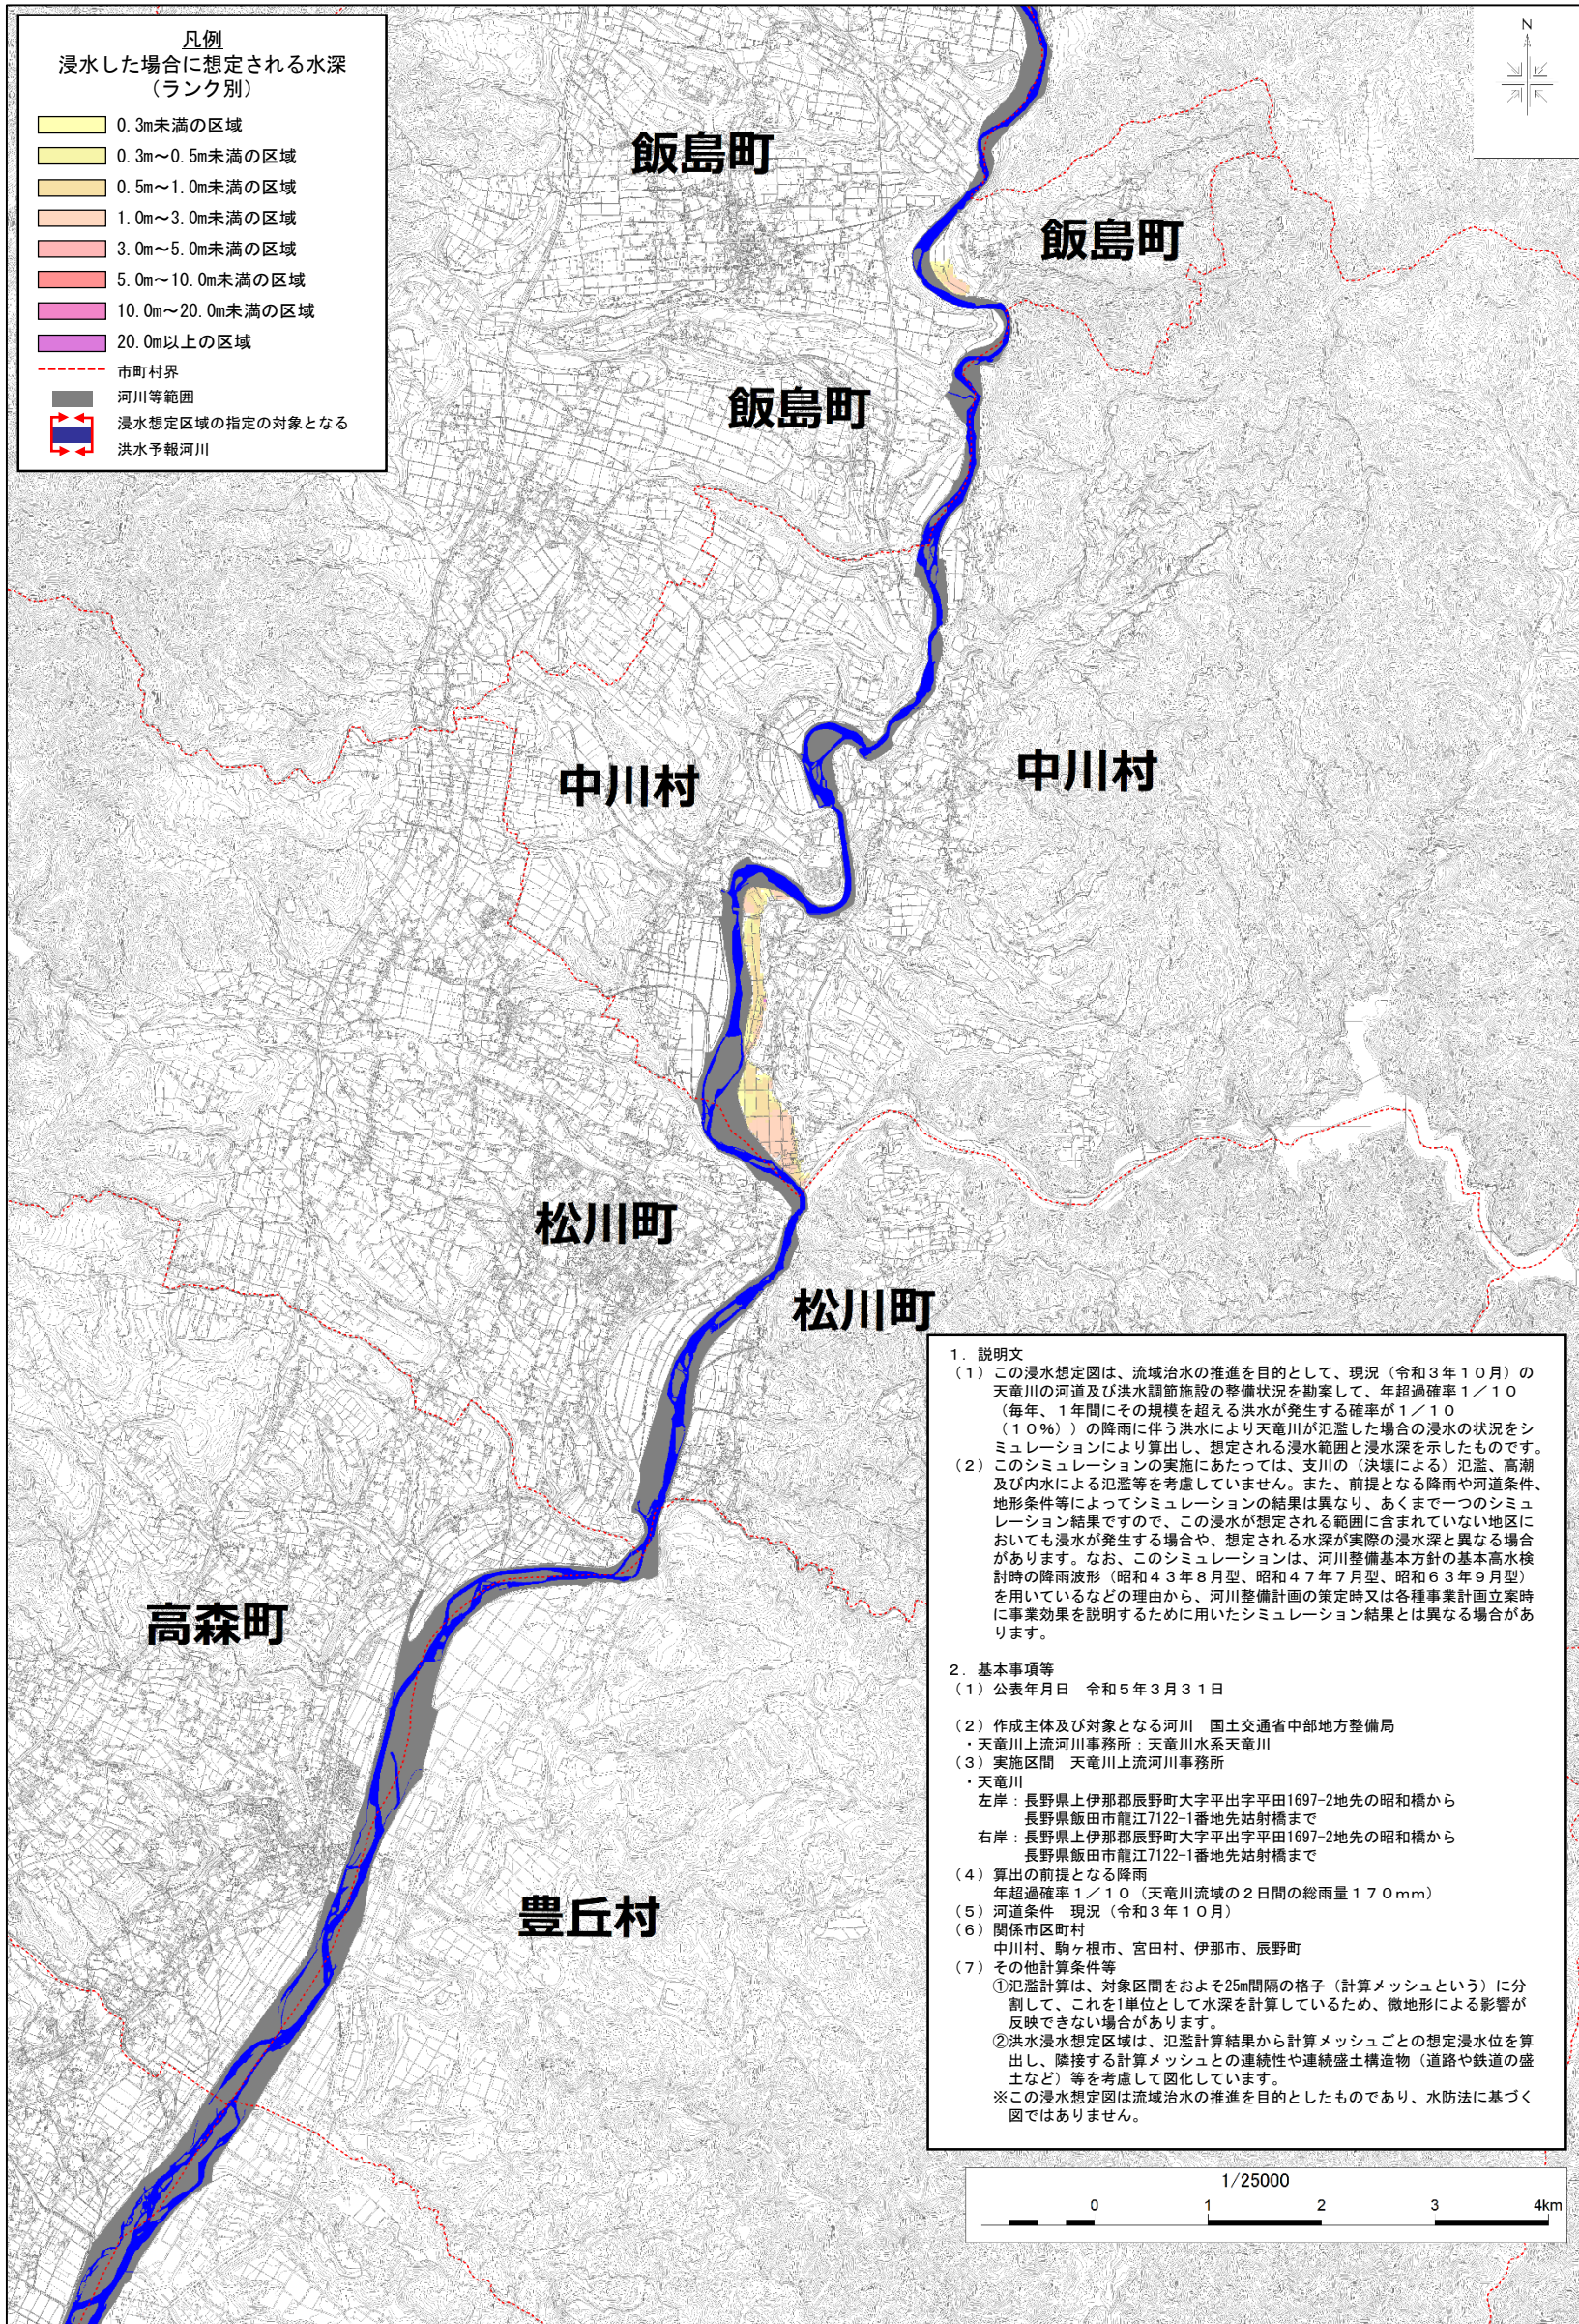 凡例
浸水した場合に想定される水深
（ランク別）
0.3m未満の区域
0.3m～0.5m未満の区域
0.5m～1.0m未満の区域
1.0m～3.0m未満の区域
3.0m～5.0m未満の区域
5.0m～10.0m未満の区域
10.0m～20.0m未満の区域
20.0m以上の区域
市町村界
河川等範囲
浸水想定区域の指定の対象となる
洪水予報河川
N
飯島町
飯島町
飯島町
中川村
中川村
松川町
松川町
高森町
豊丘村
１．説明文
（１）この浸水想定図は、流域治水の推進を目的として、現況（令和３年１０月）の
天竜川の河道及び洪水調節施設の整備状況を勘案して、年超過確率１／１０
（毎年、１年間にその規模を超える洪水が発生する確率が１／１０
（１０％））の降雨に伴う洪水により天竜川が氾濫した場合の浸水の状況をシ
ミュレーションにより算出し、想定される浸水範囲と浸水深を示したものです。
（２）このシミュレーションの実施にあたっては、支川の（決壊による）氾濫、高潮
及び内水による氾濫等を考慮していません。また、前提となる降雨や河道条件、
地形条件等によってシミュレーションの結果は異なり、あくまで一つのシミュ
レーション結果ですので、この浸水が想定される範囲に含まれていない地区に
おいても浸水が発生する場合や、想定される水深が実際の浸水深と異なる場合
があります。なお、このシミュレーションは、河川整備基本方針の基本高水検
討時の降雨波形（昭和４３年８月型、昭和４７年７月型、昭和６３年９月型）
を用いているなどの理由から、河川整備計画の策定時又は各種事業計画立案時
に事業効果を説明するために用いたシミュレーション結果とは異なる場合があ
ります。
２．基本事項等
（１）公表年月日　令和５年３月３１日
（２）作成主体及び対象となる河川　国土交通省中部地方整備局
・天竜川上流河川事務所：天竜川水系天竜川
（３）実施区間　天竜川上流河川事務所
・天竜川
左岸：長野県上伊那郡辰野町大字平出字平田1697-2地先の昭和橋から
長野県飯田市龍江7122-1番地先姑射橋まで
右岸：長野県上伊那郡辰野町大字平出字平田1697-2地先の昭和橋から
長野県飯田市龍江7122-1番地先姑射橋まで
（４）算出の前提となる降雨
年超過確率１／１０（天竜川流域の２日間の総雨量１７０mm）
（５）河道条件　現況（令和３年１０月）
（６）関係市区町村
中川村、駒ヶ根市、宮田村、伊那市、辰野町
（７）その他計算条件等
①氾濫計算は、対象区間をおよそ25m間隔の格子（計算メッシュという）に分
割して、これを1単位として水深を計算しているため、微地形による影響が
反映できない場合があります。
②洪水浸水想定区域は、氾濫計算結果から計算メッシュごとの想定浸水位を算
出し、隣接する計算メッシュとの連続性や連続盛土構造物（道路や鉄道の盛
土など）等を考慮して図化しています。
※この浸水想定図は流域治水の推進を目的としたものであり、水防法に基づく
図ではありません。
1/25000
0 1 2 3 4km